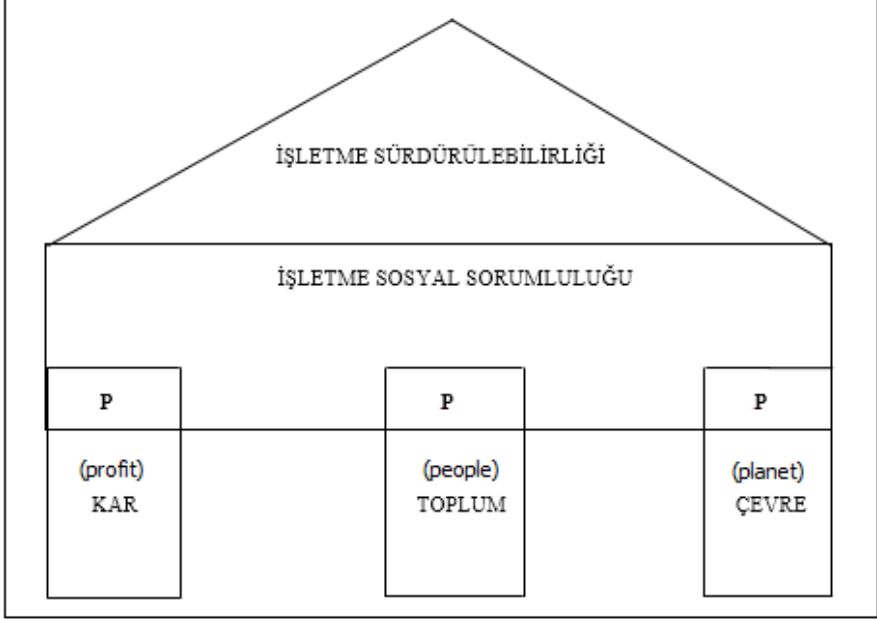 İŞLETME SÜRDÜRÜLEBİLİRLİĞİ
İŞLETME SOSYAL SORUMLULUĞU
P
P
P
(profit)
KAR
(people)
TOPLUM
(planet)
ÇEVRE